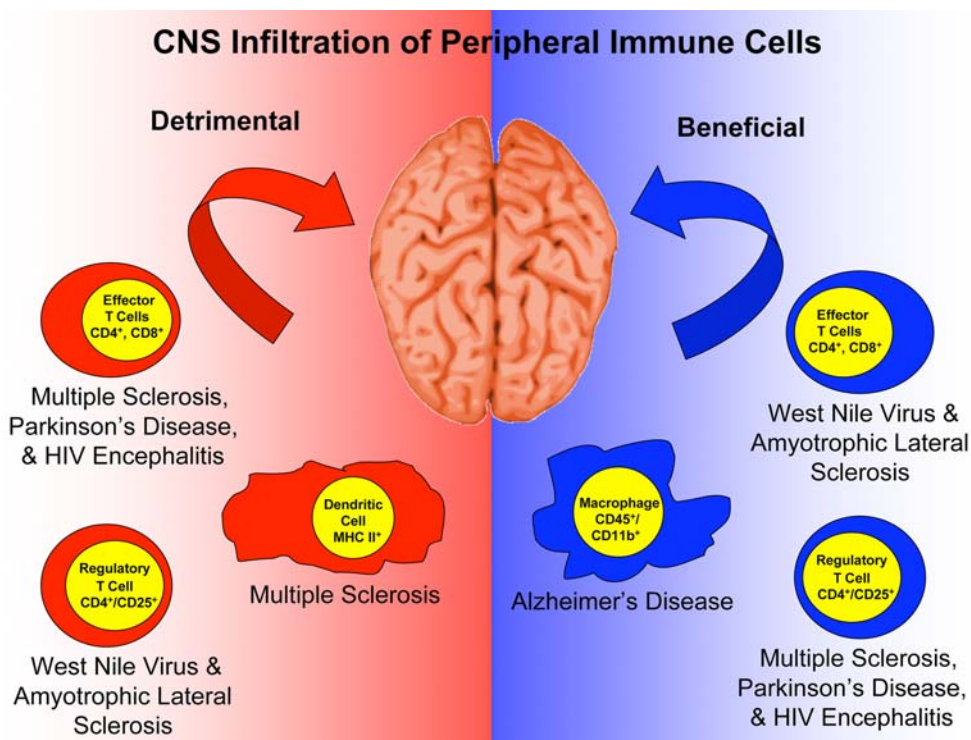 CNS Infiltration of Peripheral Immune Cells
Detrimental
Beneficial
Effector
T Cells
CD4⁺, CD8⁺
Multiple Sclerosis,
Parkinson's Disease,
& HIV Encephalitis
Effector
T Cells
CD4⁺, CD8⁺
West Nile Virus &
Amyotrophic Lateral
Sclerosis
Dendritic
Cell
MHC II⁺
Multiple Sclerosis
Macrophage
CD45⁺/
CD11b⁺
Alzheimer's Disease
Regulatory
T Cell
CD4⁺/CD25⁺
West Nile Virus &
Amyotrophic Lateral
Sclerosis
Regulatory
T Cell
CD4⁺/CD25⁺
Multiple Sclerosis,
Parkinson's Disease,
& HIV Encephalitis